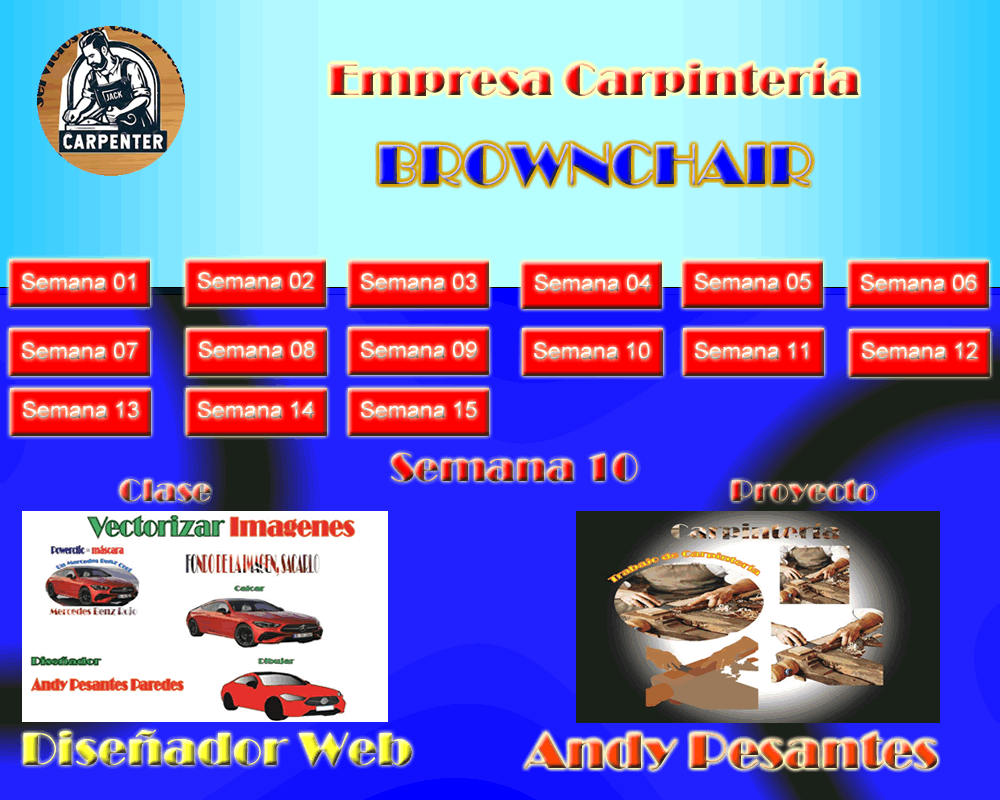 Servicios de Carpinter
JACK
CARPENTER
Empresa Carpintería
BROWNCHAIR
Semana 01
Semana 02
Semana 03
Semana 04
Semana 05
Semana 06
Semana 07
Semana 08
Semana 09
Semana 10
Semana 11
Semana 12
Semana 13
Semana 14
Semana 15
Semana 10
Clase
Proyecto
Vectorizar Imagenes
Powerclic = máscara
Mercedes Benz Rojo
FONDO DE LA IMAGEN, SACARLO
Calcar
Diseñador
Dibujar
Andy Pesantes Paredes
Carpintería
Trabajo de Carpintería
Diseñador Web
Andy Pesantes